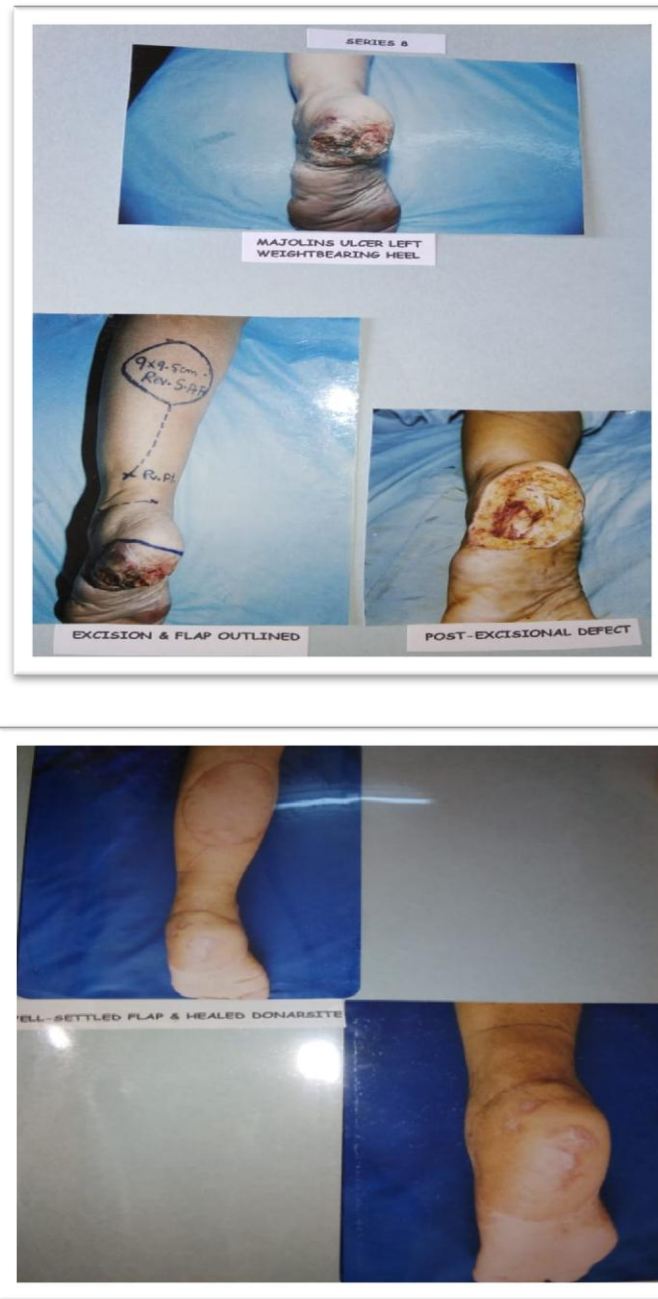 SERIES 8
MAJOLINS ULCER LEFT
WEIGHTBEARING HEEL
9x9.5cm
Rev. S.A.F
EXCISION & FLAP OUTLINED
POST-EXCISIONAL DEFECT
ELL-SETTLED FLAP & HEALED DONARSITE